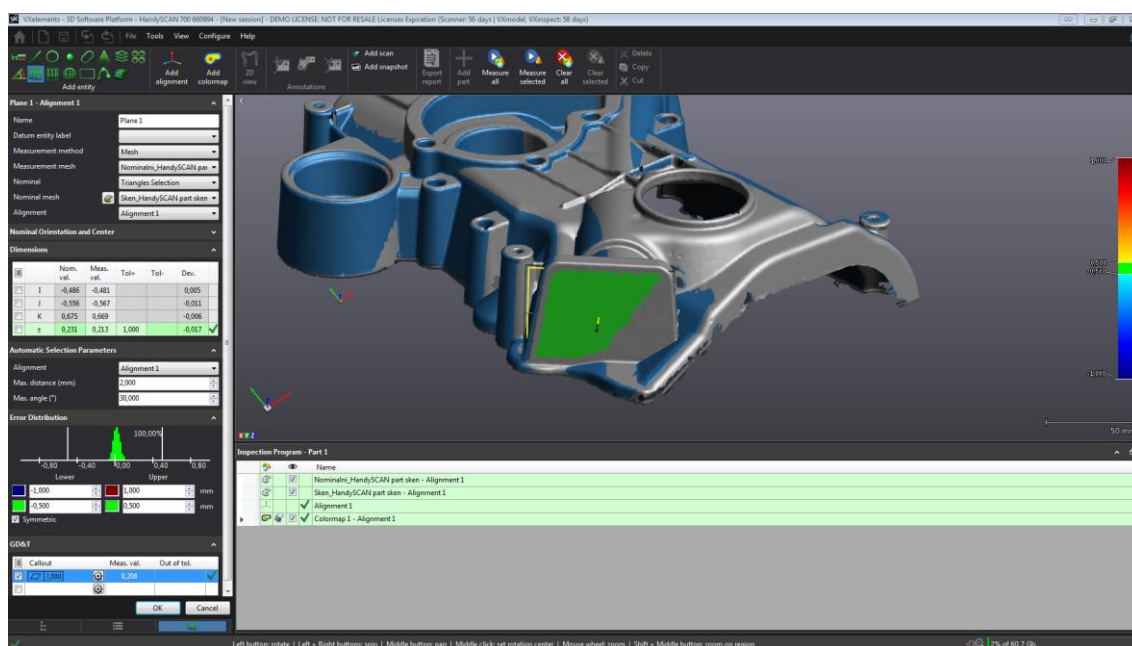 VXelements - 3D Software Platform - HandySCAN 700 660894 - [New session] - DEMO LICENSE: NOT FOR RESALE Licenses Expiration (Scanner: 56 days | VXmodel, VXinspect: 58 days)
File Tools View Configure Help
Add entity
Add alignment
Add colormap
2D view
Annotations
Add scan
Add snapshot
Export report
Add part
Measure all
Measure selected
Clear all
Clear selected
Delete
Copy
Cut
Plane 1 - Alignment 1
Name Plane 1
Datum entity label
Measurement method Mesh
Measurement mesh Nominalni_HandySCAN par
Nominal Triangles Selection
Nominal mesh Sken_HandySCAN part sken
Alignment Alignment 1
Nominal Orientation and Center
Dimensions
Nom. val. Meas. val. Tol+ Tol- Dev.
I -0,486 -0,481 0,005
J -0,556 -0,567 -0,011
K 0,675 0,669 -0,006
± 0,231 0,213 1,000 -0,017
Automatic Selection Parameters
Alignment Alignment 1
Max. distance (mm) 2,000
Max. angle (°) 30,000
Error Distribution
100,00%
-0,80 -0,40 0,00 0,40 0,80
Lower Upper
-1,000 1,000 mm
-0,500 0,500 mm
Symmetric
GD&T
Callout Meas. val. Out of tol.
1,000 0,208
OK Cancel
1,000
0,500
-0,500
-1,000
50 mm
X Y Z
Inspection Program - Part 1
Name
Nominalni_HandySCAN part sken - Alignment 1
Sken_HandySCAN part sken - Alignment 1
Alignment 1
Colormap 1 - Alignment 1
Left button: rotate | Left + Right buttons: spin | Middle button: pan | Middle click: set rotation center | Mouse wheel: zoom | Shift + Middle button: zoom on region
2% of 60.7 Gb